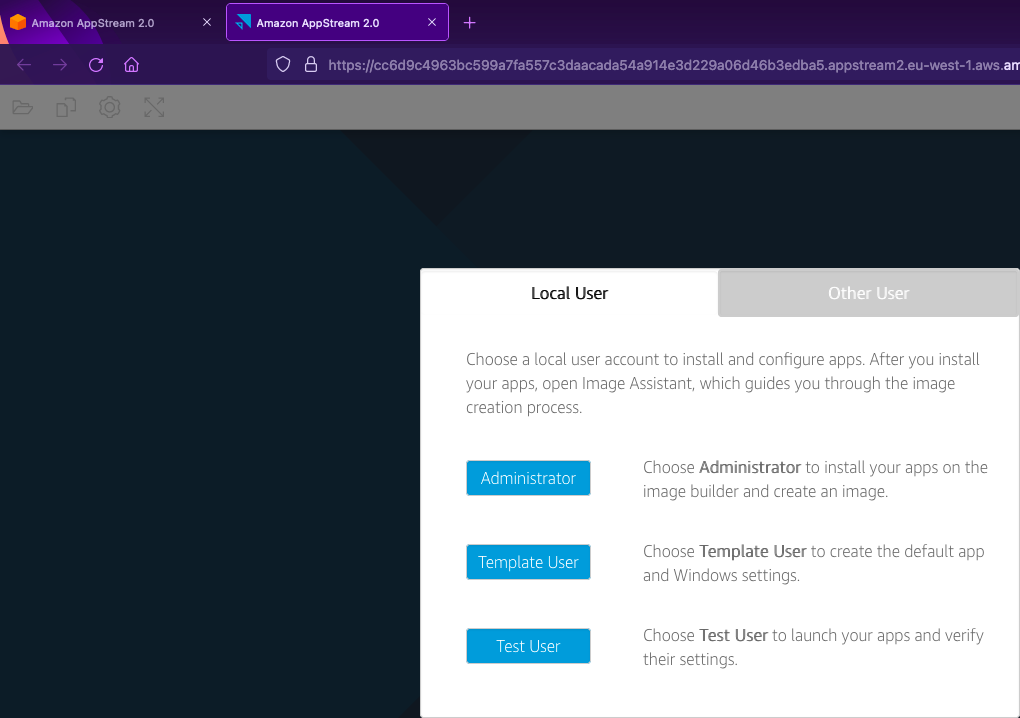 Amazon AppStream 2.0
Amazon AppStream 2.0
https://cc6d9c4963bc599a7fa557c3daacada54a914e3d229a06d46b3edba5.appstream2.eu-west-1.aws.am
Local User
Other User
Choose a local user account to install and configure apps. After you install
your apps, open Image Assistant, which guides you through the image
creation process.
Administrator
Choose Administrator to install your apps on the
image builder and create an image.
Template User
Choose Template User to create the default app
and Windows settings.
Test User
Choose Test User to launch your apps and verify
their settings.